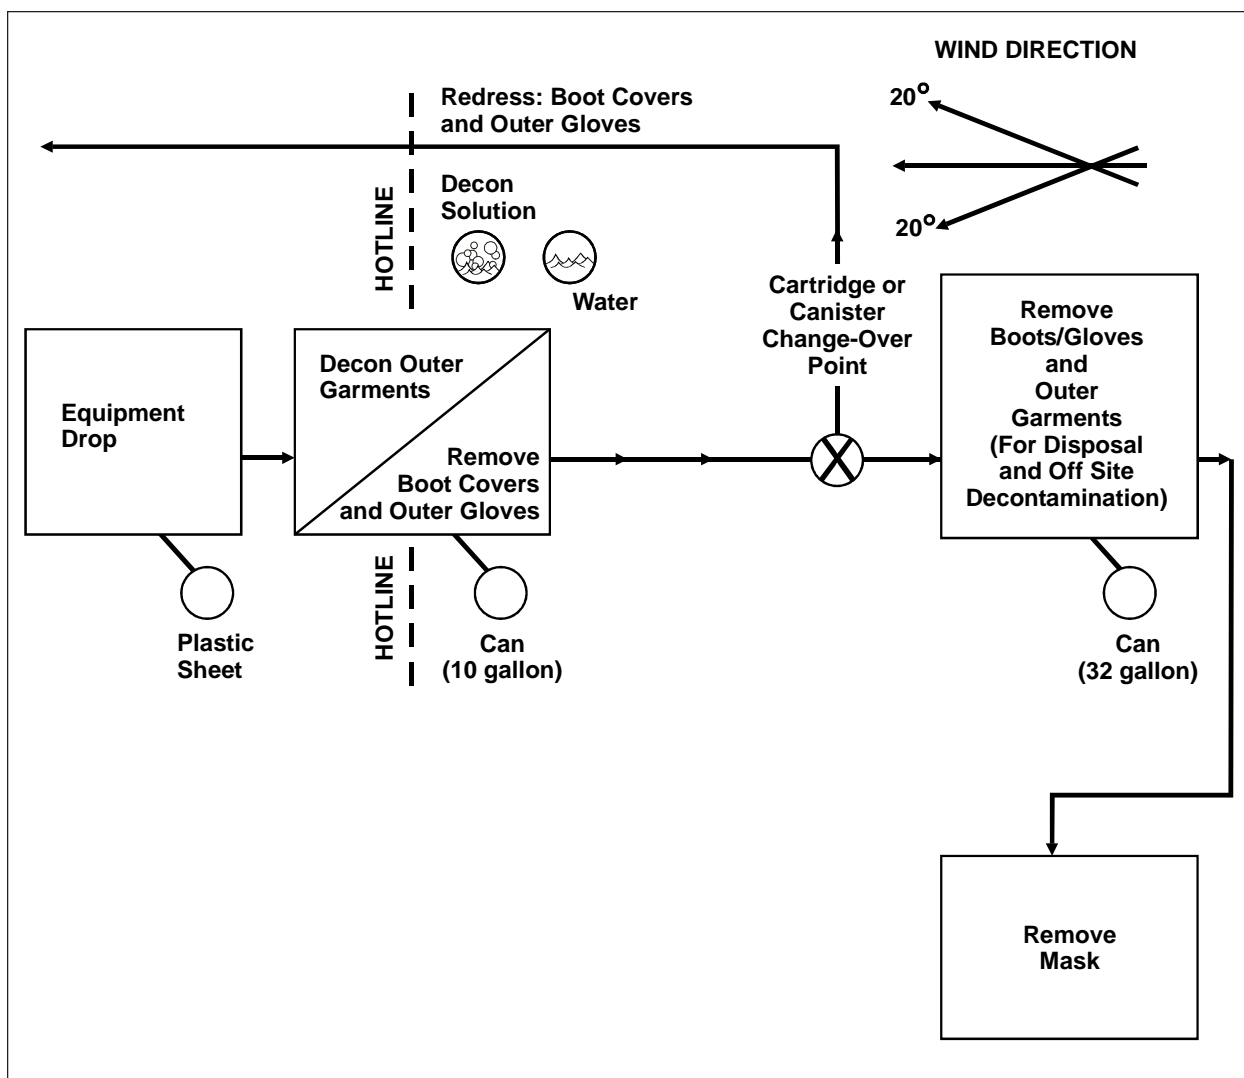 WIND DIRECTION
20°
20°
Redress: Boot Covers
and Outer Gloves
HOTLINE
Decon
Solution
Water
Cartridge or
Canister
Change-Over
Point
Equipment
Drop
Decon Outer
Garments
Remove
Boot Covers
and Outer Gloves
Remove
Boots/Gloves
and
Outer
Garments
(For Disposal
and Off Site
Decontamination)
Plastic
Sheet
HOTLINE
Can
(10 gallon)
Can
(32 gallon)
Remove
Mask